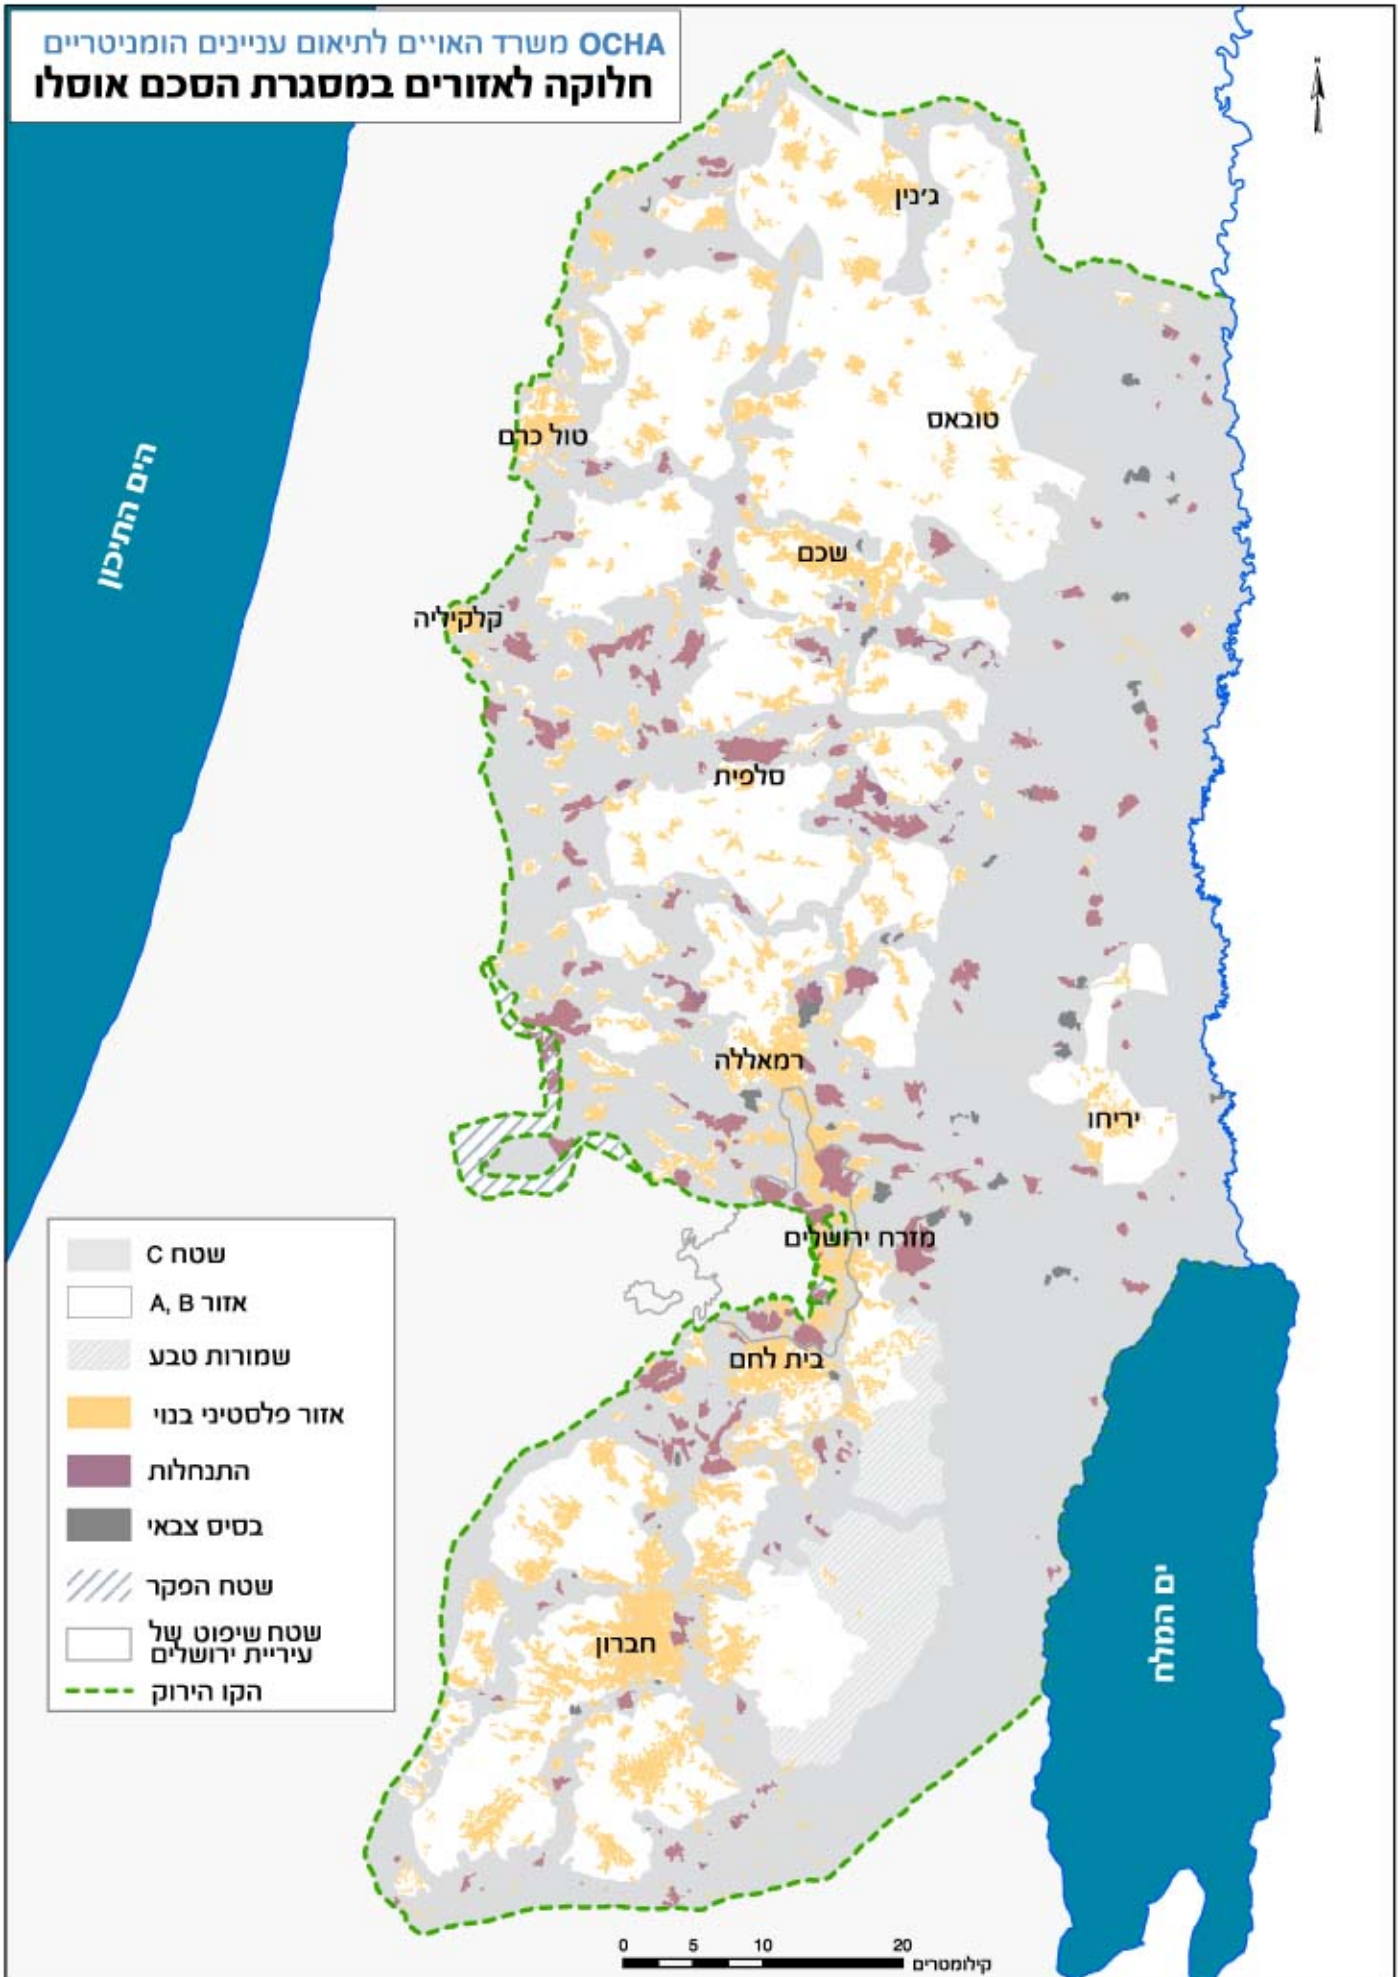 OCHA משרד האו״ם לתיאום עניינים הומניטריים
חלוקה לאזורים במסגרת הסכם אוסלו
N
ג׳נין
טובאס
טול כרם
הים התיכון
שכם
קלקיליה
סלפית
רמאללה
יריחו
מזרח ירושלים
בית לחם
חברון
ים המלח
שטח C
אזור A, B
שמורות טבע
אזור פלסטיני בנוי
התנחלות
בסיס צבאי
שטח הפקר
שטח שיפוט של
עיריית ירושלים
הקו הירוק
0 5 10 20
קילומטרים